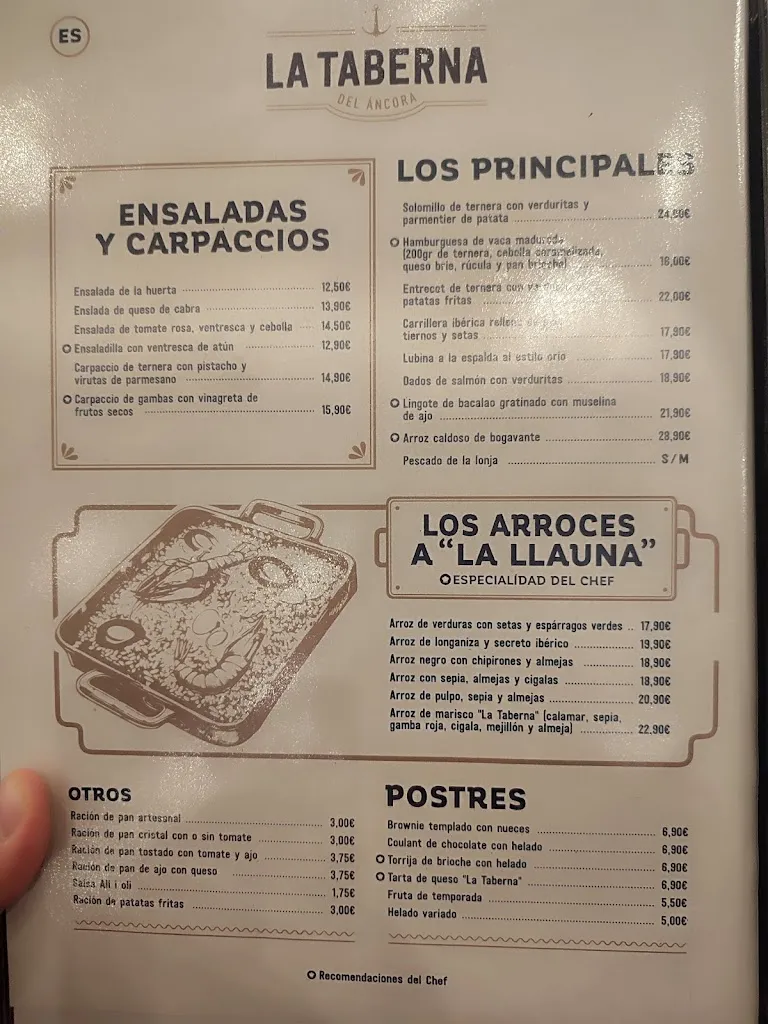 ES
LA TABERNA
DEL ÁNCORA
ENSALADAS
Y CARPACCIOS
Ensalada de la huerta 12,50€
Enslada de queso de cabra 13,90€
Ensalada de tomate rosa, ventresca y cebolla 14,50€
Ensaladilla con ventresca de atún 12,90€
Carpaccio de ternera con pistacho y
virutas de parmesano 14,90€
Carpaccio de gambas con vinagreta de
frutos secos 15,90€
LOS PRINCIPALES
Solomillo de ternera con verduritas y
parmentier de patata
Hamburguesa de vaca madurada
(200gr de ternera, cebolla caramelizada,
queso brie, rúcula y pan brioche) 16,00€
Entrecot de ternera con
patatas fritas 22,00€
Carrillera ibérica
tiernos y setas 17,90€
Lubina a la espalda al estilo orio 17,90€
Dados de salmón con verduritas 18,90€
Lingote de bacalao gratinado con muselina
de ajo 21,90€
Arroz caldoso de bogavante 28,90€
Pescado de la lonja S/M
LOS ARROCES
A "LA LLAUNA"
ESPECIALÍDAD DEL CHEF
Arroz de verduras con setas y espárragos verdes 17,90€
Arroz de longaniza y secreto ibérico 19,90€
Arroz negro con chipirones y almejas 18,90€
Arroz con sepia, almejas y cigalas 18,90€
Arroz de pulpo, sepia y almejas 20,90€
Arroz de marisco "La Taberna" (calamar, sepia,
gamba roja, cigala, mejillón y almeja) 22,90€
OTROS
Ración de pan artesanal 3,00€
Ración de pan cristal con o sin tomate 3,00€
Ración de pan tostado con tomate y ajo 3,75€
Ración de pan de ajo con queso 3,75€
Salsa Ali i oli 1,75€
Ración de patatas fritas 3,00€
POSTRES
Brownie templado con nueces 6,90€
Coulant de chocolate con helado 6,90€
Torrija de brioche con helado 6,90€
Tarta de queso "La Taberna" 6,90€
Fruta de temporada 5,50€
Helado variado 5,00€
Recomendaciones del Chef